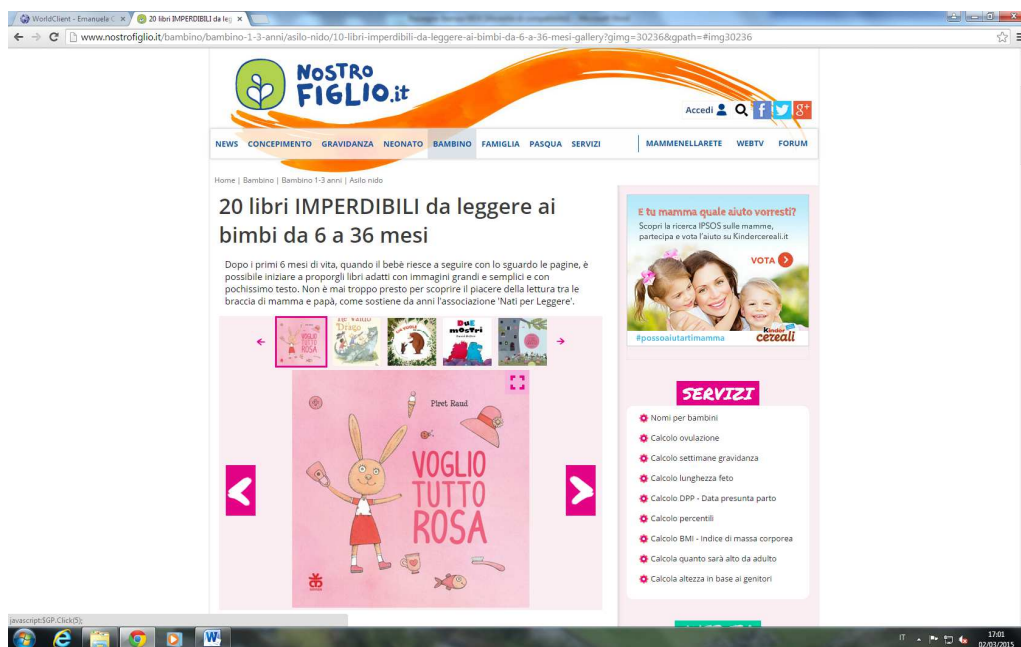 WorldClient - Emanuela C
20 libri IMPERDIBILI da leg
www.nostrofiglio.it/bambino/bambino-1-3-anni/asilo-nido/10-libri-imperdibili-da-leggere-ai-bimbi-da-6-a-36-mesi-gallery?gimg=30236&gpath=#img30236
NOSTRO
FIGLIO.it
Accedi
f
g+
NEWS CONCEPIMENTO GRAVIDANZA NEONATO BAMBINO FAMIGLIA PASQUA SERVIZI MAMMENELLARETE WEBTV FORUM
Home | Bambino | Bambino 1-3 anni | Asilo nido
20 libri IMPERDIBILI da leggere ai
bimbi da 6 a 36 mesi
Dopo i primi 6 mesi di vita, quando il bebè riesce a seguire con lo sguardo le pagine, è
possibile iniziare a proporgli libri adatti con immagini grandi e semplici e con
pochissimo testo. Non è mai troppo presto per scoprire il piacere della lettura tra le
braccia di mamma e papà, come sostiene da anni l'associazione 'Nati per Leggere'.
VOGLIO
TUTTO
ROSA
Drago
DuE
moSTri
Piret Raud
VOGLIO
TUTTO
ROSA
E tu mamma quale aiuto vorresti?
Scopri la ricerca IPSOS sulle mamme,
partecipa e vota l'aiuto su Kindercereali.it
VOTA
#possoaiutartimamma
Kinder
cereali
SERVIZI
Nomi per bambini
Calcolo ovulazione
Calcolo settimane gravidanza
Calcolo lunghezza feto
Calcolo DPP - Data presunta parto
Calcolo percentili
Calcolo BMI - Indice di massa corporea
Calcola quanto sarà alto da adulto
Calcola altezza in base ai genitori
javascript:$GP.Click(5);
IT
17:01
02/03/2015